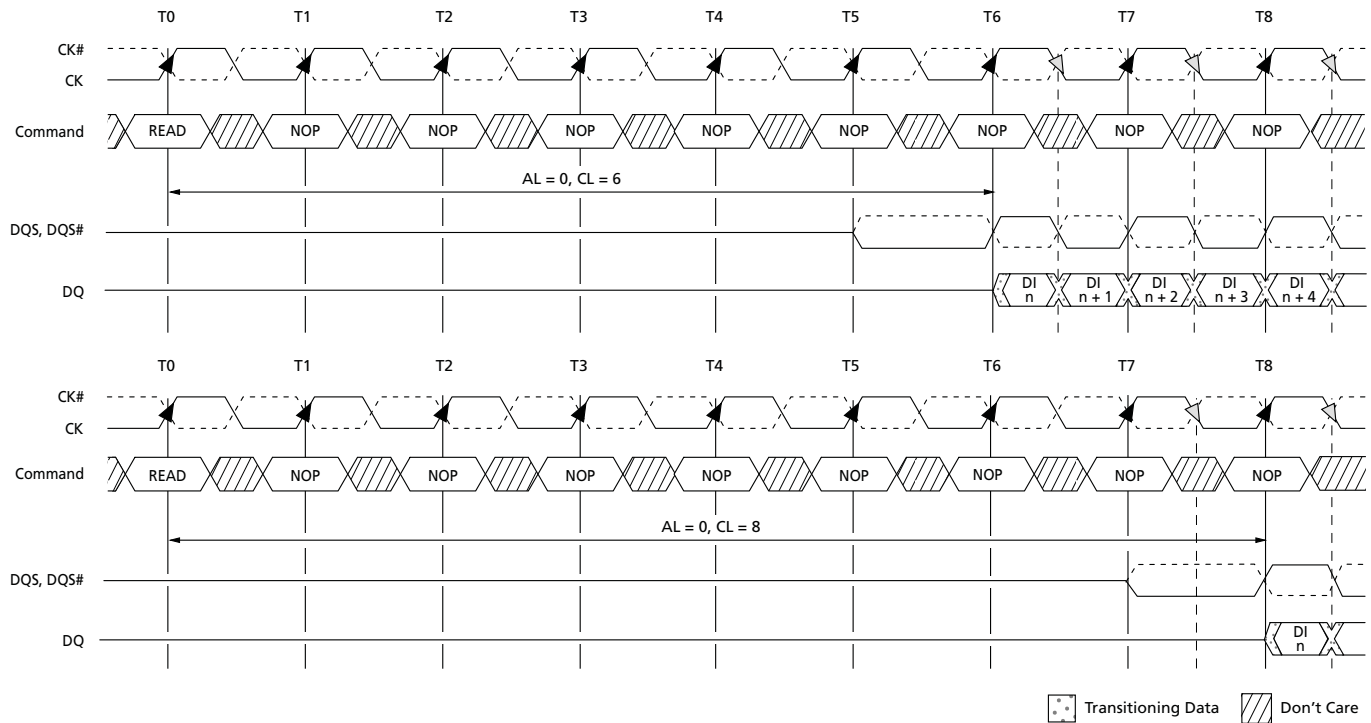 T0 T1 T2 T3 T4 T5 T6 T7 T8
CK#
CK
Command READ NOP NOP NOP NOP NOP NOP NOP NOP
AL = 0, CL = 6
DQS, DQS#
DQ DI n DI n + 1 DI n + 2 DI n + 3 DI n + 4
T0 T1 T2 T3 T4 T5 T6 T7 T8
CK#
CK
Command READ NOP NOP NOP NOP NOP NOP NOP NOP
AL = 0, CL = 8
DQS, DQS#
DQ DI n
Transitioning Data Don't Care